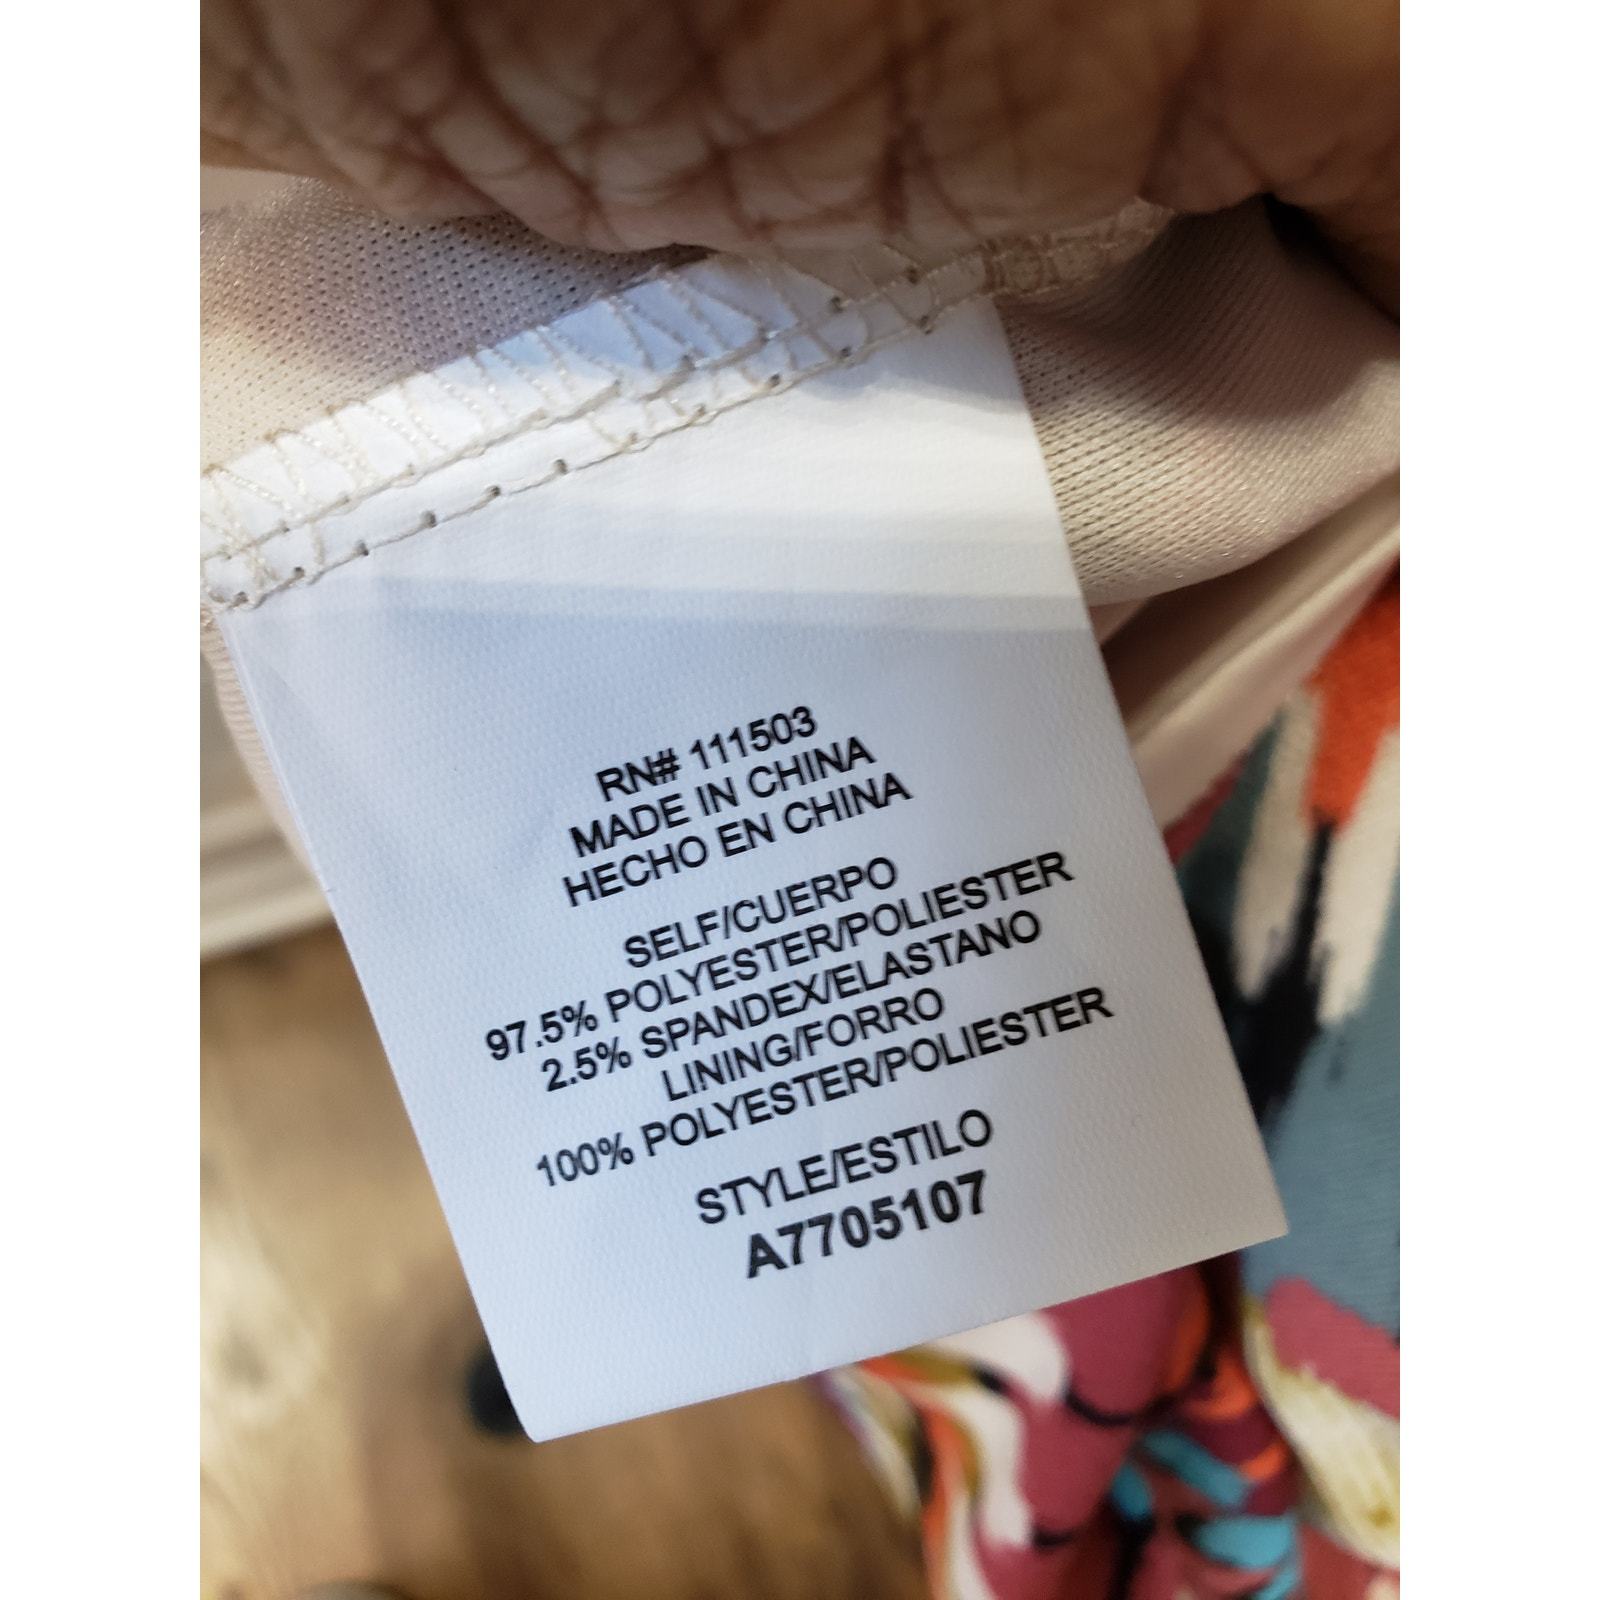 RN# 111503
MADE IN CHINA
HECHO EN CHINA
SELF/CUERPO
97.5% POLYESTER/POLIESTER
2.5% SPANDEX/ELASTANO
LINING/FORRO
100% POLYESTER/POLIESTER
STYLE/ESTILO
A7705107